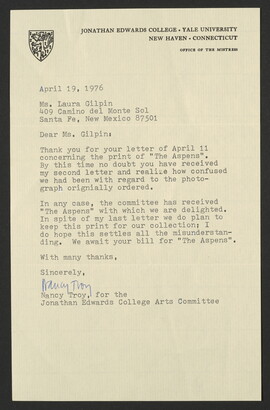 JONATHAN EDWARDS COLLEGE · YALE UNIVERSITY
NEW HAVEN · CONNECTICUT
OFFICE OF THE MISTRESS
April 19, 1976
Ms. Laura Gilpin
409 Camino del Monte Sol
Santa Fe, New Mexico 87501
Dear Ms. Gilpin:
Thank you for your letter of April 11
concerning the print of "The Aspens".
By this time no doubt you have received
my second letter and realize how confused
we had been with regard to the photo-
graph orignially ordered.
In any case, the committee has received
"The Aspens" with which we are delighted.
In spite of my last letter we do plan to
keep this print for our collection; I
do hope this settles all the misunderstan-
ding. We await your bill for "The Aspens".
With many thanks,
Sincerely,
Nancy Troy
Nancy Troy, for the
Jonathan Edwards College Arts Committee